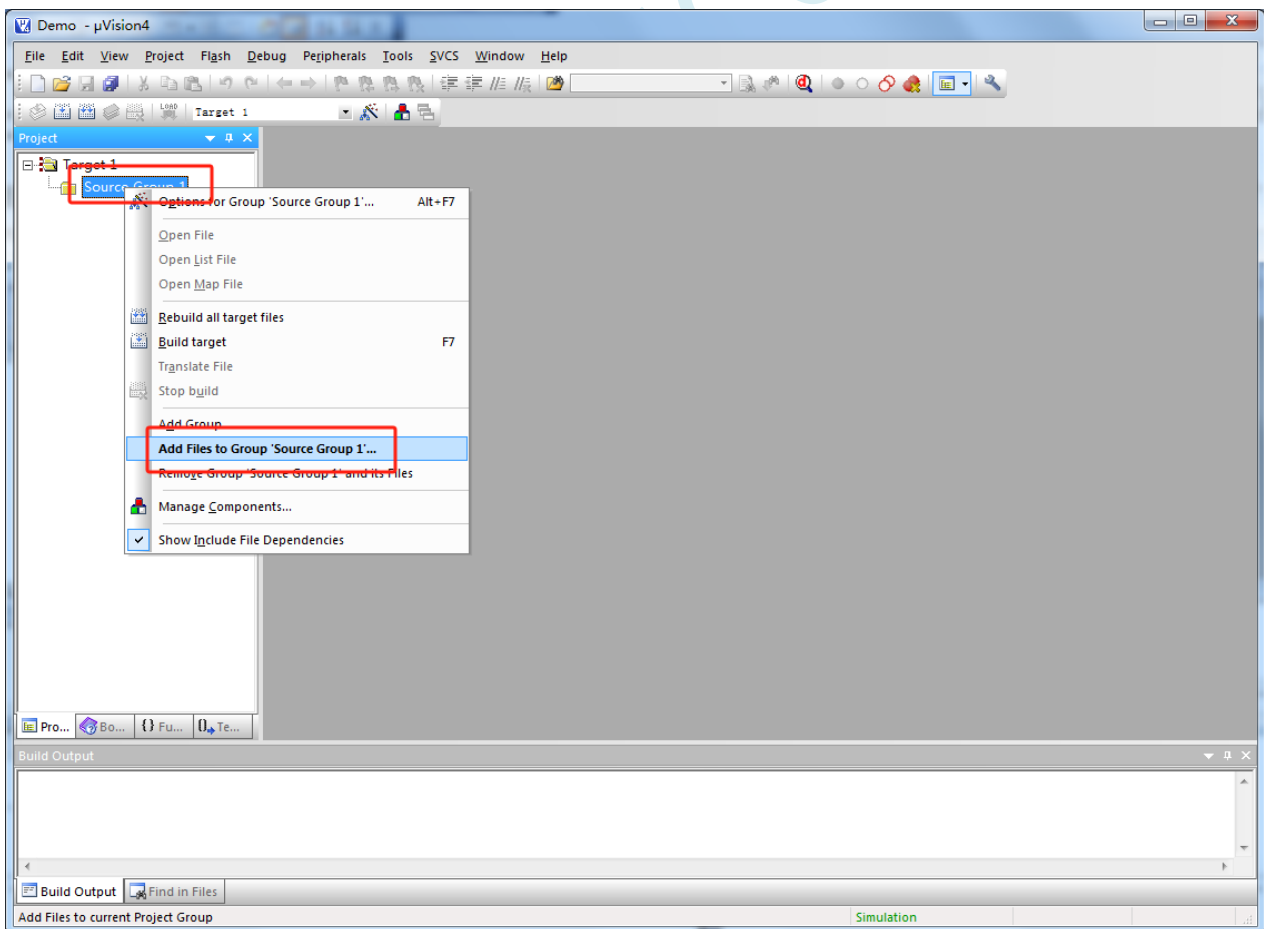 Demo - µVision4
File Edit View Project Flash Debug Peripherals Tools SVCS Window Help
LOAD Target 1
Project
Target 1
Source Group 1
Options for Group 'Source Group 1'... Alt+F7
Open File
Open List File
Open Map File
Rebuild all target files
Build target F7
Translate File
Stop build
Add Group
Add Files to Group 'Source Group 1'...
Remove Group 'Source Group 1' and its Files
Manage Components...
Show Include File Dependencies
Pro... Bo... {} Fu... 0 Te...
Build Output
Build Output Find in Files
Add Files to current Project Group Simulation